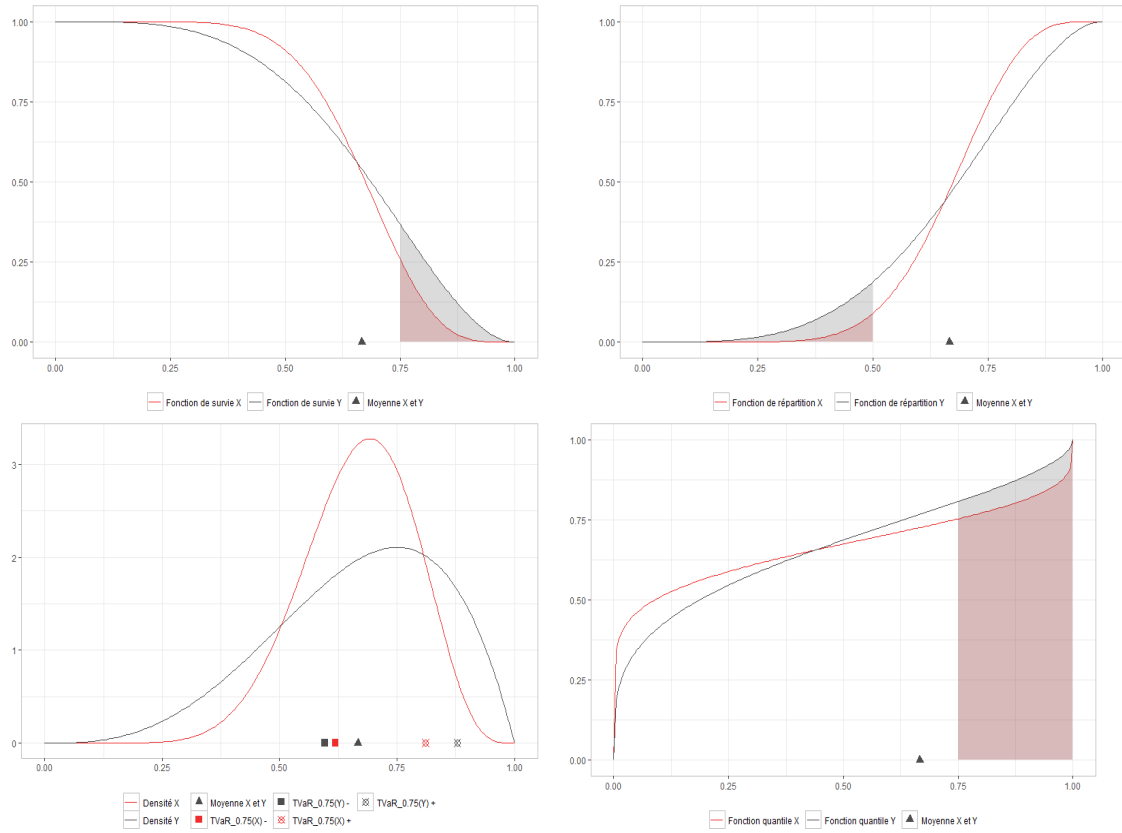 1.00
0.75
0.50
0.25
0.00
0.00 0.25 0.50 0.75 1.00
Fonction de survie X Fonction de survie Y Moyenne X et Y
1.00
0.75
0.50
0.25
0.00
0.00 0.25 0.50 0.75 1.00
Fonction de répartition X Fonction de répartition Y Moyenne X et Y
3
2
1
0
0.00 0.25 0.50 0.75 1.00
Densité X Moyenne X et Y TVaR_0.75(Y) - TVaR_0.75(Y) +
Densité Y TVaR_0.75(X) - TVaR_0.75(X) +
1.00
0.75
0.50
0.25
0.00
0.00 0.25 0.50 0.75 1.00
Fonction quantile X Fonction quantile Y Moyenne X et Y